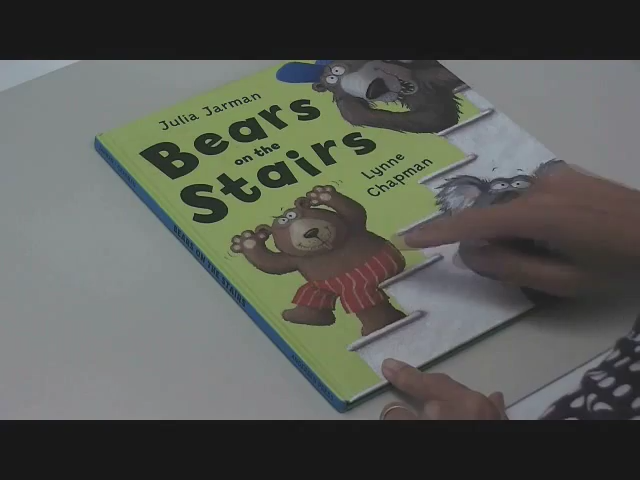 Julia Jarman
Bears
on the
Stairs
Lynne
Chapman
BEARS ON THE STAIRS